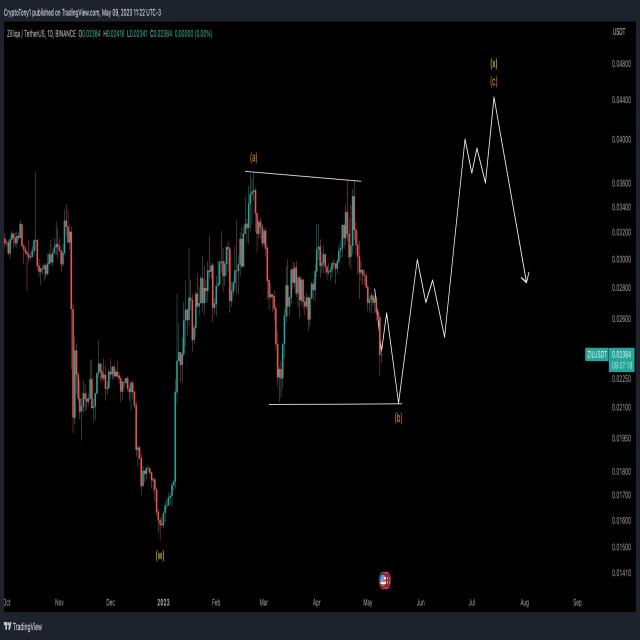 CryptoTony1 published on TradingView.com, May 09, 2023 11:22 UTC-3
Zilliqa / TetherUS, 1D, BINANCE O0.02384 H0.02418 L0.02341 C0.02384 0.00000 (0.00%)
USDT
(x)
0.04800
(c)
0.04400
0.04000
(a)
0.03600
0.03400
0.03200
0.03000
0.02800
0.02600
ZILUSDT 0.02384
09:37:19
0.02250
0.02100
(b)
0.01950
0.01800
0.01700
0.01600
0.01500
(w)
0.01410
Oct Nov Dec 2023 Feb Mar Apr May Jun Jul Aug Sep
TradingView